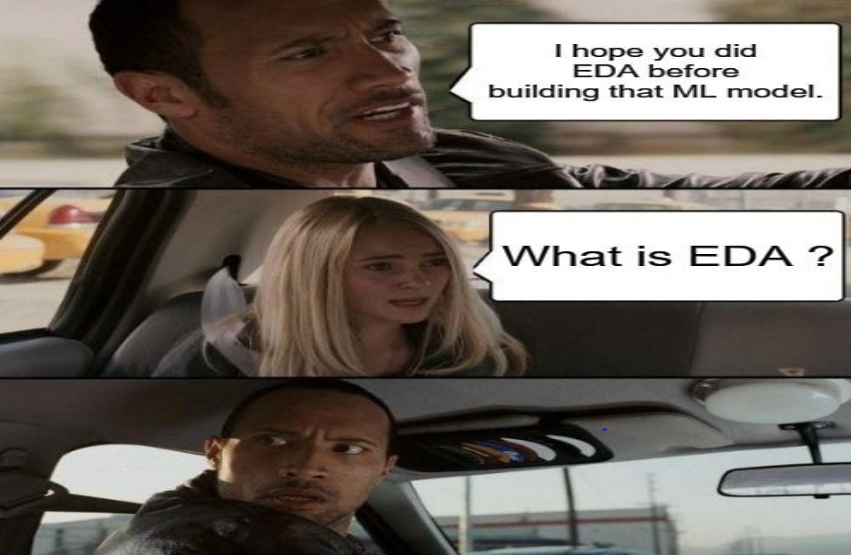 I hope you did
EDA before
building that ML model.
What is EDA ?